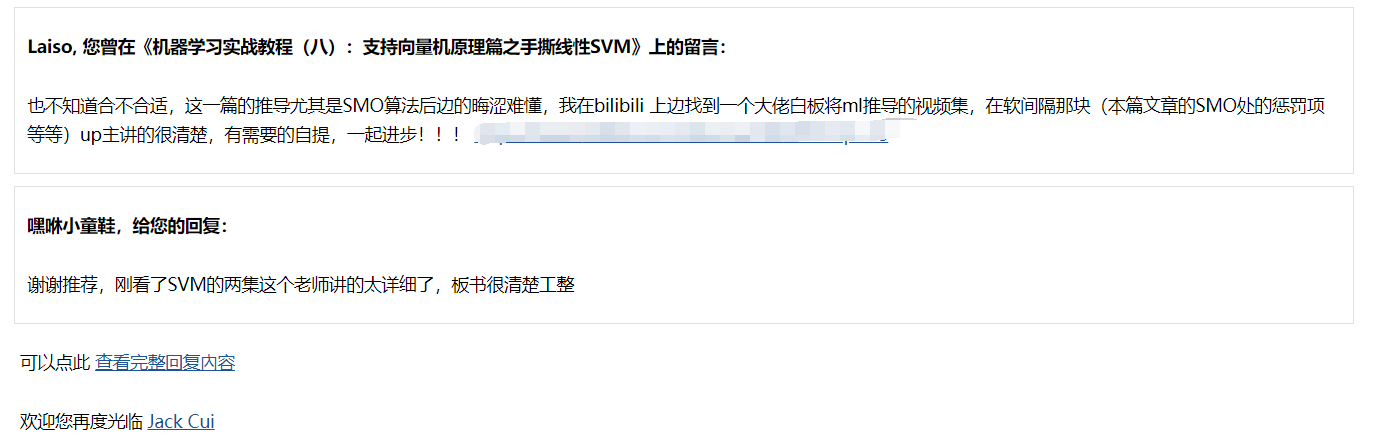 Laiso, 您曾在《机器学习实战教程（八）：支持向量机原理篇之手撕线性SVM》上的留言：
也不知道合不合适，这一篇的推导尤其是SMO算法后边的晦涩难懂，我在bilibili 上边找到一个大佬白板将ml推导的视频集，在软间隔那块（本篇文章的SMO处的惩罚项
等等）up主讲的很清楚，有需要的自提，一起进步！！！
嘿咻小童鞋，给您的回复：
谢谢推荐，刚看了SVM的两集这个老师讲的太详细了，板书很清楚工整
可以点此 查看完整回复内容
欢迎您再度光临 Jack Cui